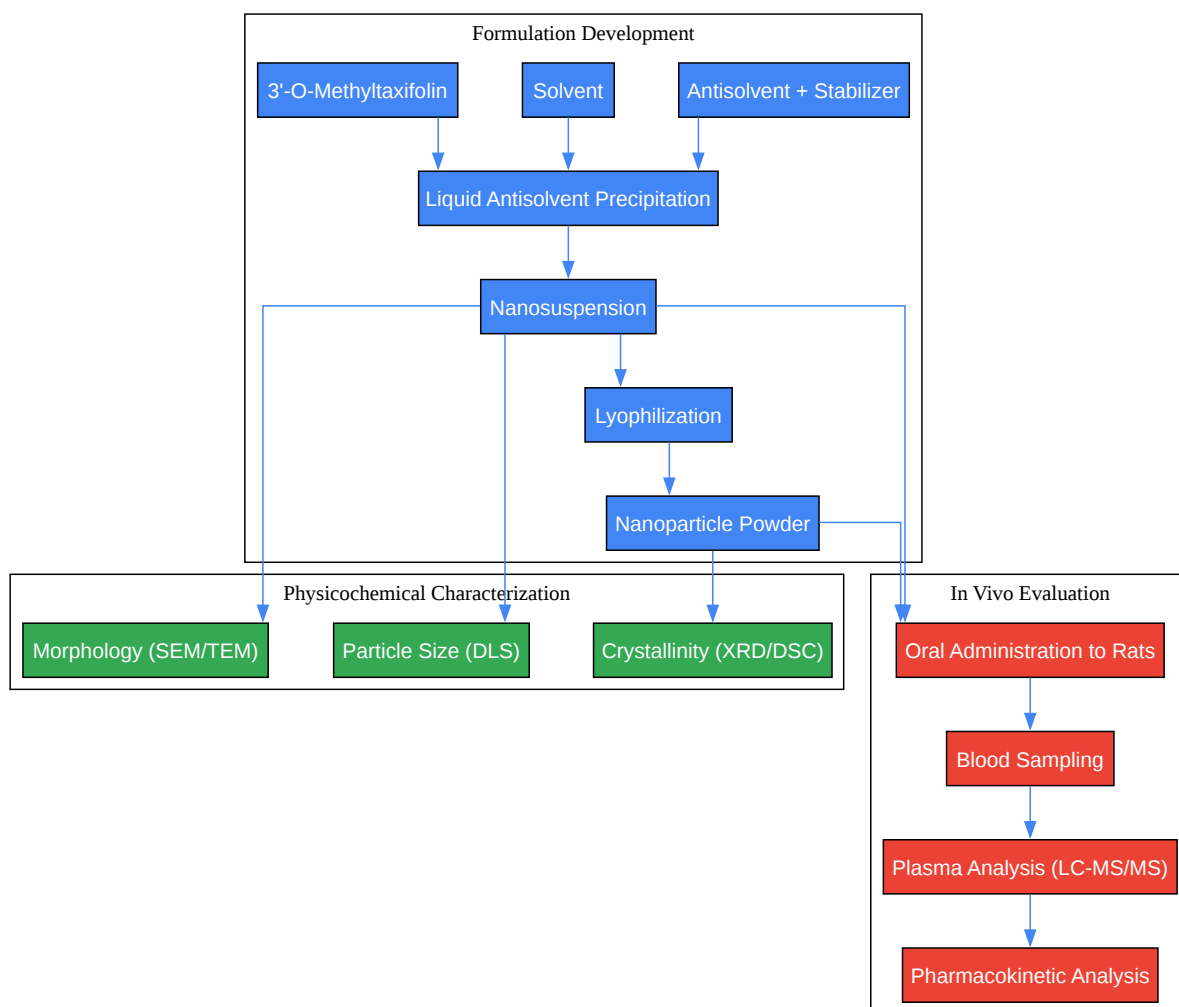 Formulation Development
3'-O-Methyltaxifolin
Solvent
Antisolvent + Stabilizer
Liquid Antisolvent Precipitation
Nanosuspension
Lyophilization
Nanoparticle Powder
Physicochemical Characterization
Morphology (SEM/TEM)
Particle Size (DLS)
Crystallinity (XRD/DSC)
In Vivo Evaluation
Oral Administration to Rats
Blood Sampling
Plasma Analysis (LC-MS/MS)
Pharmacokinetic Analysis